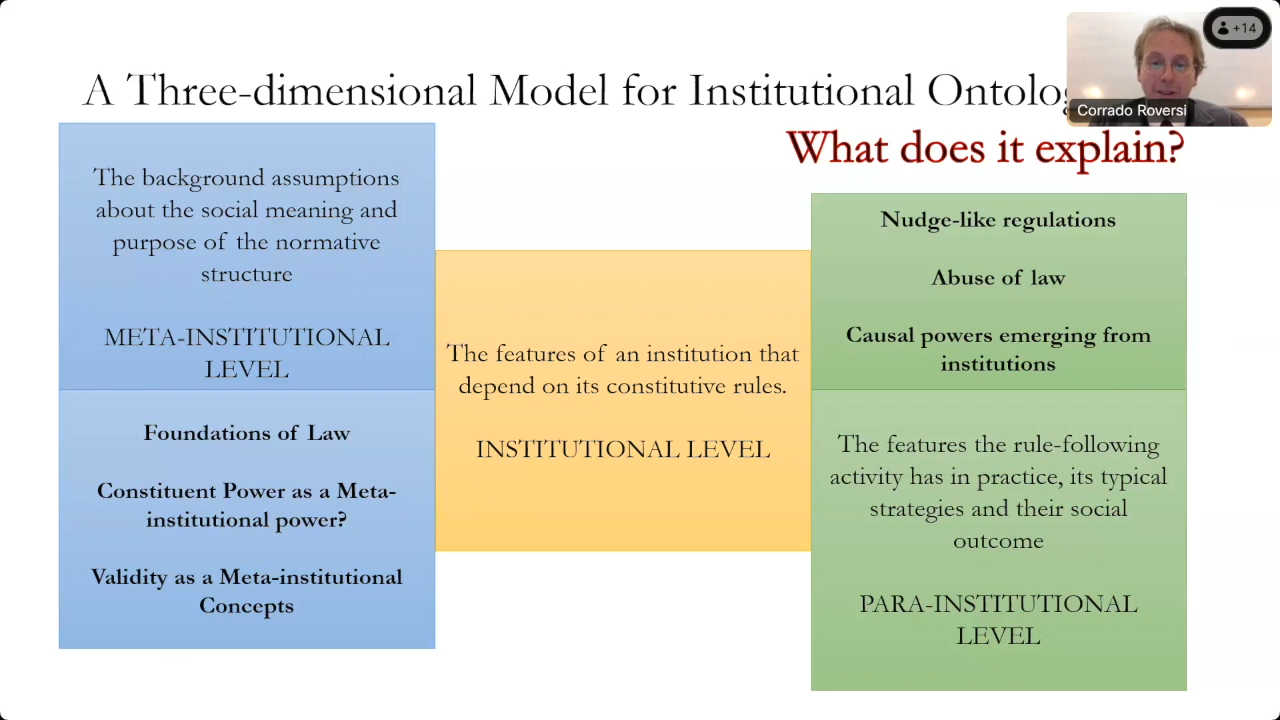 A Three-dimensional Model for Institutional Ontolog
+14
Corrado Roversi
What does it explain?
The background assumptions
about the social meaning and
purpose of the normative
structure
META-INSTITUTIONAL
LEVEL
Foundations of Law
Constituent Power as a Meta-
institutional power?
Validity as a Meta-institutional
Concepts
The features of an institution that
depend on its constitutive rules.
INSTITUTIONAL LEVEL
Nudge-like regulations
Abuse of law
Causal powers emerging from
institutions
The features the rule-following
activity has in practice, its typical
strategies and their social
outcome
PARA-INSTITUTIONAL
LEVEL